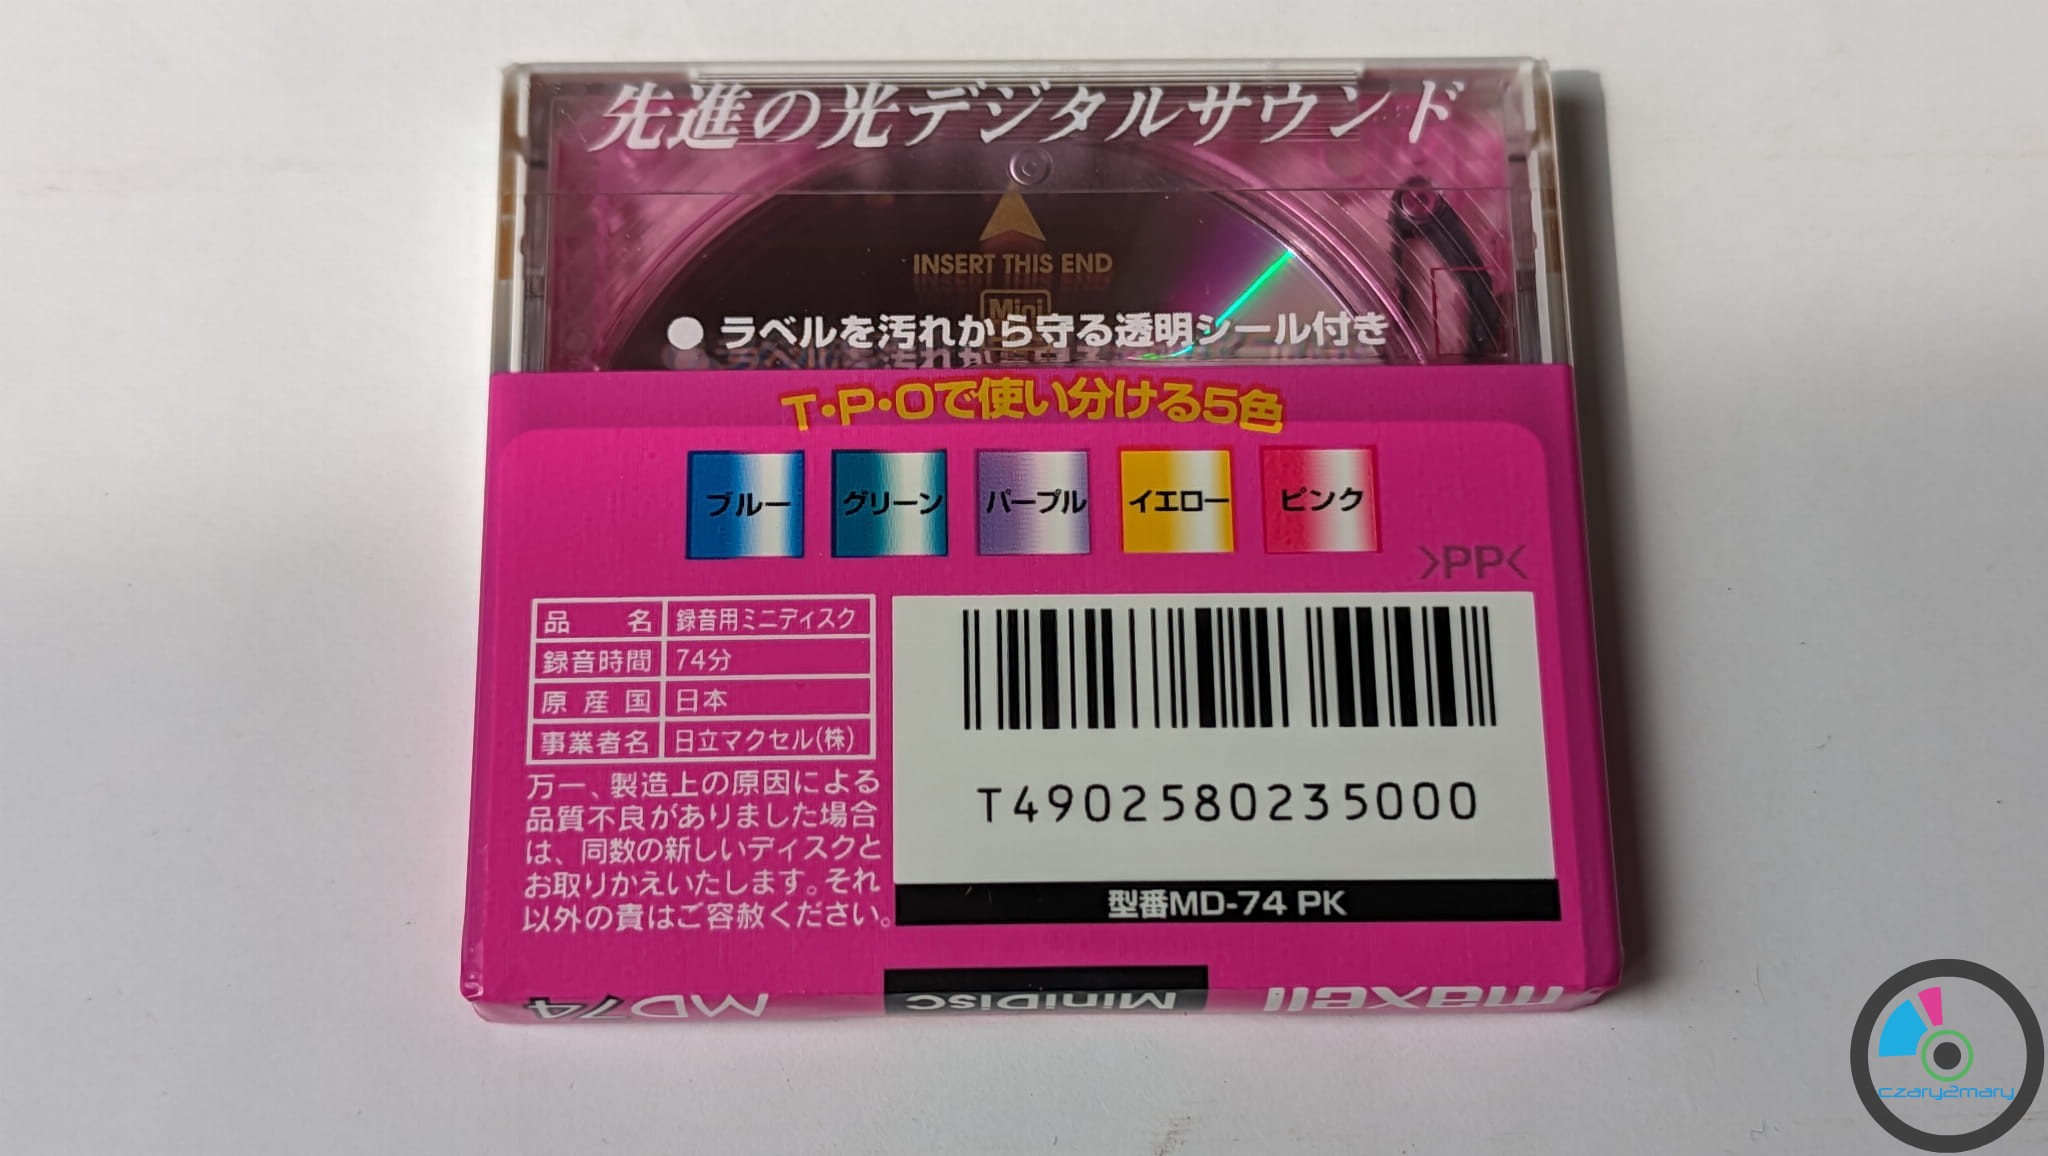 先進の光デジタルサウンド
INSERT THIS END
Mini
● ラベルを汚れから守る透明シール付き
T・P・Oで使い分ける5色
ブルー グリーン パープル イエロー ピンク
>PP<
品名 録音用ミニディスク
録音時間 74分
原産国 日本
事業者名 日立マクセル(株)
万一、製造上の原因による
品質不良がありました場合
は、同数の新しいディスクと
お取りかえいたします。それ
以外の責はご容赦ください。
T4902580235000
型番MD-74 PK
maxell MiniDisc MD74
czary2mary